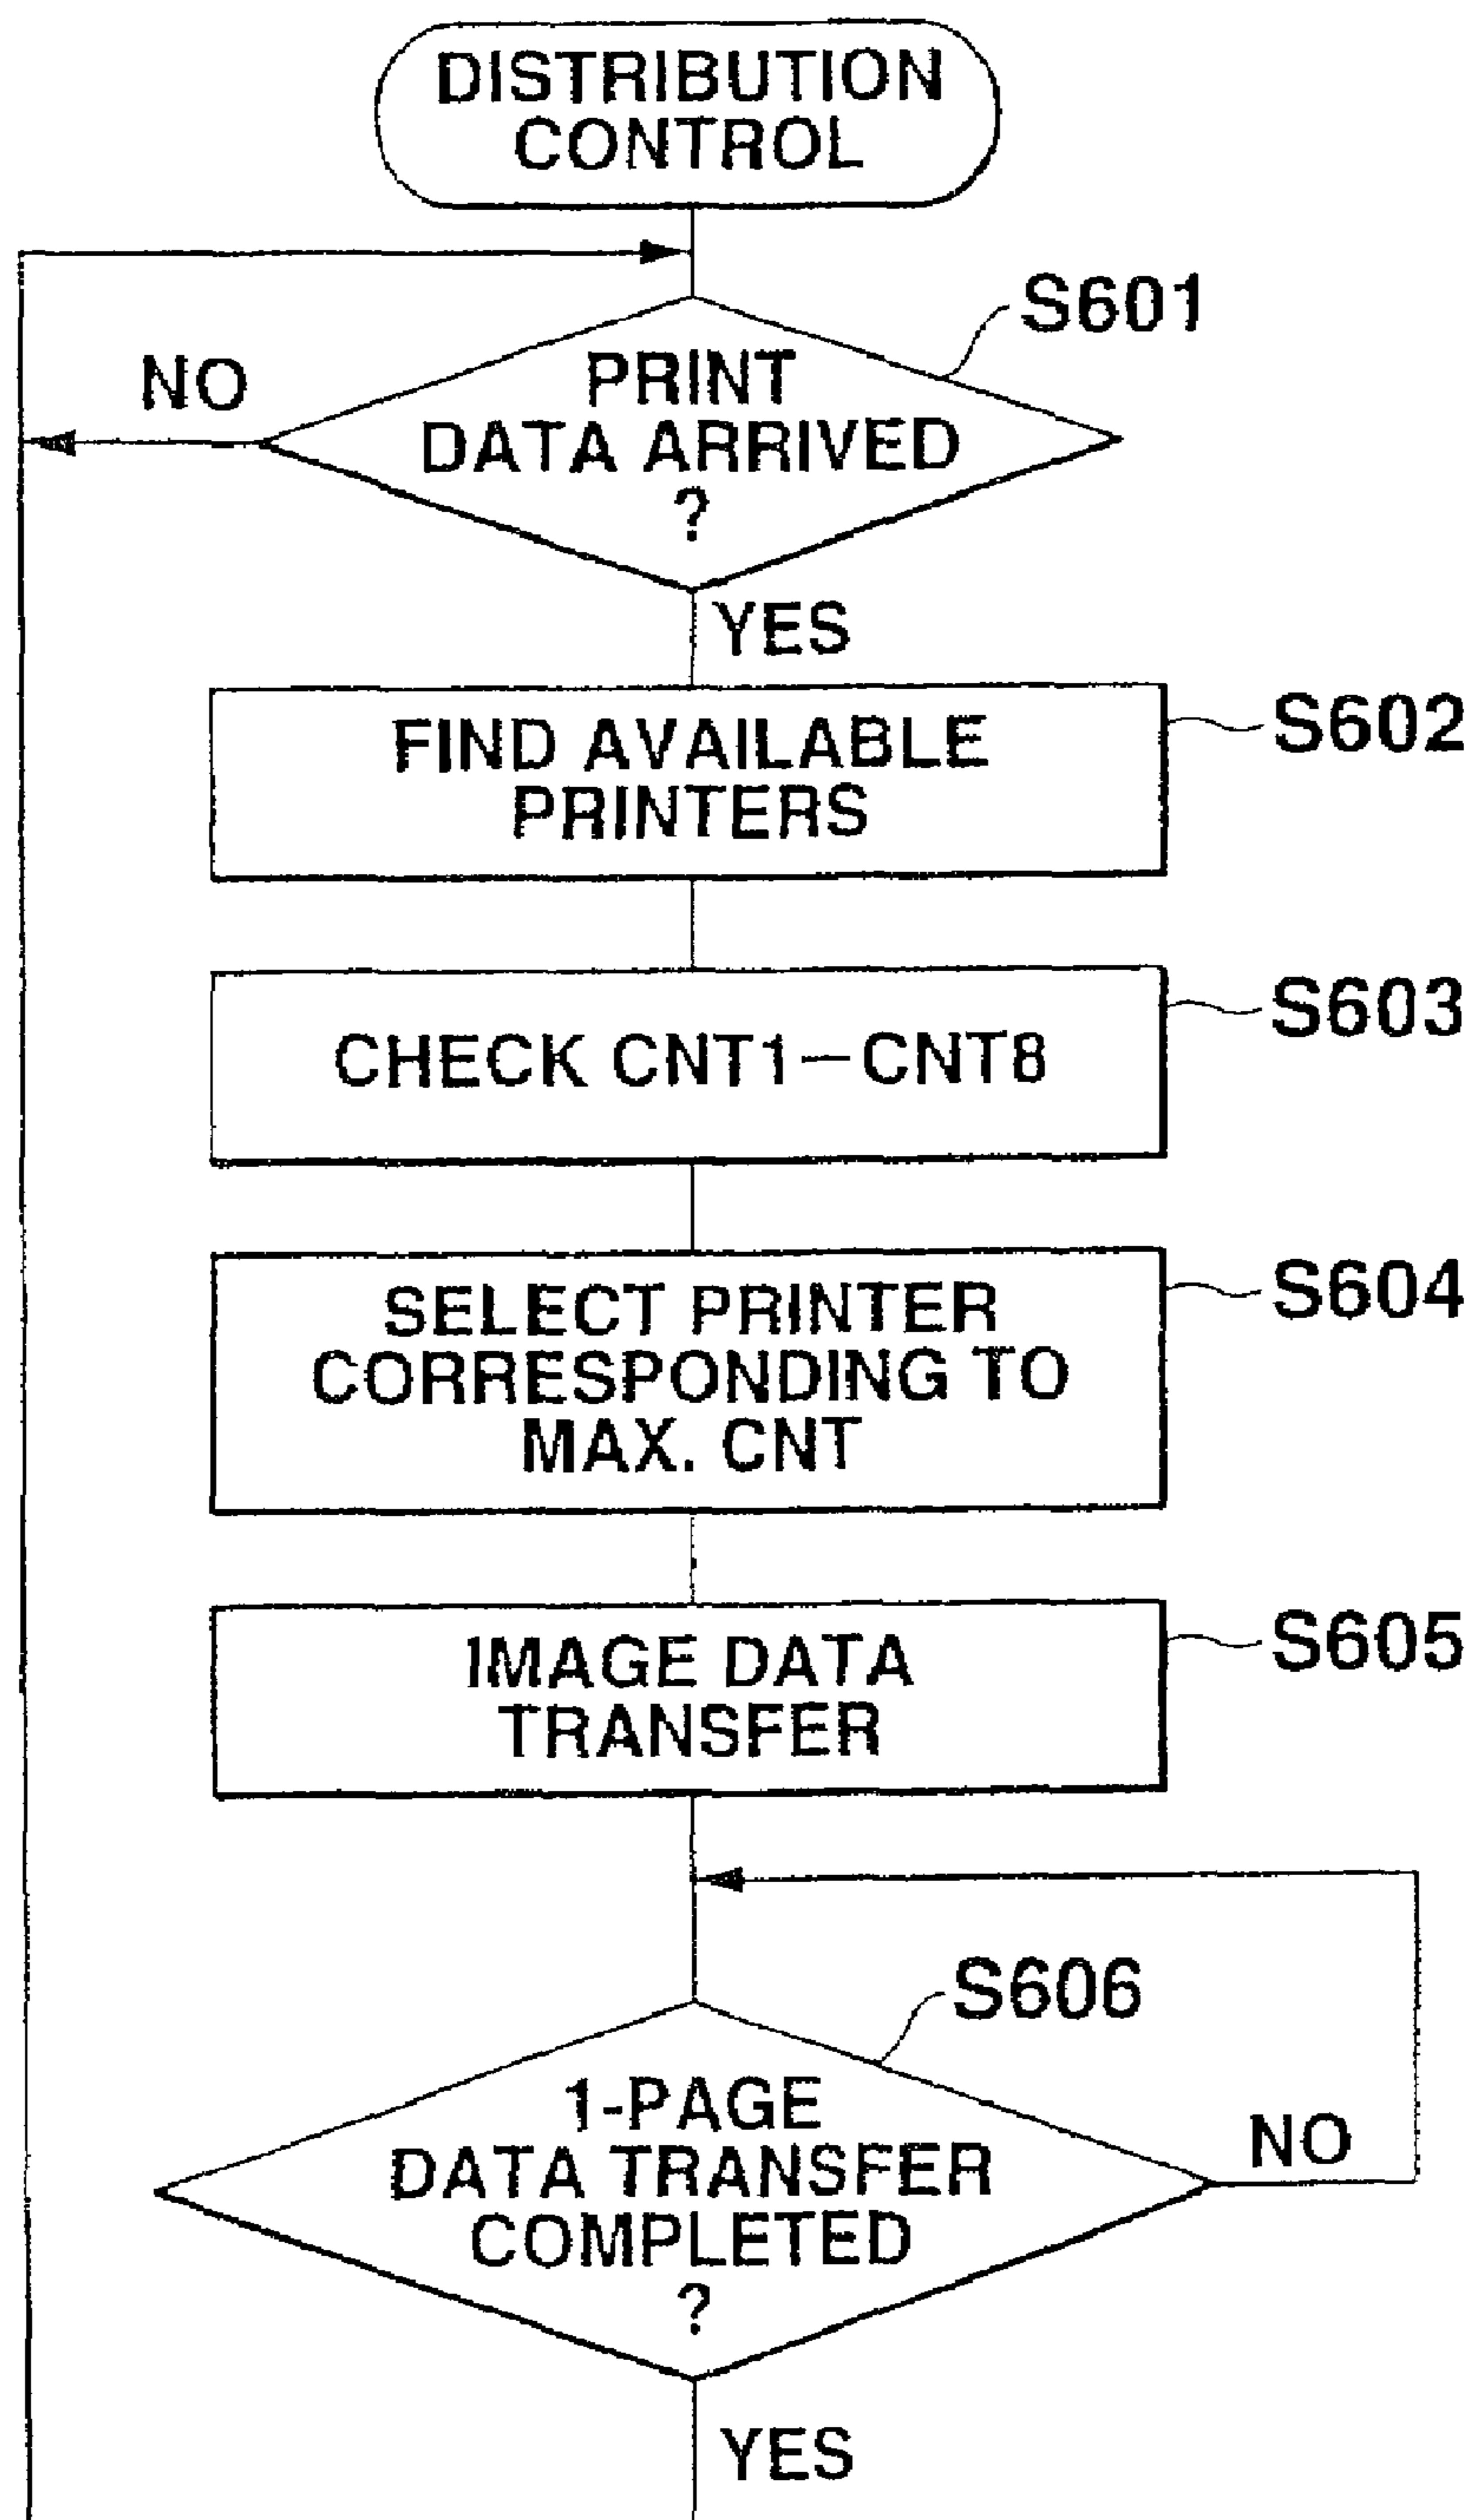 DISTRIBUTION
CONTROL
S601
NO
PRINT
DATA ARRIVED
?
YES
FIND AVAILABLE
PRINTERS
S602
CHECK CNT1—CNT8
S603
SELECT PRINTER
CORRESPONDING TO
MAX. CNT
S604
IMAGE DATA
TRANSFER
S605
S606
1-PAGE
DATA TRANSFER
COMPLETED
?
NO
YES